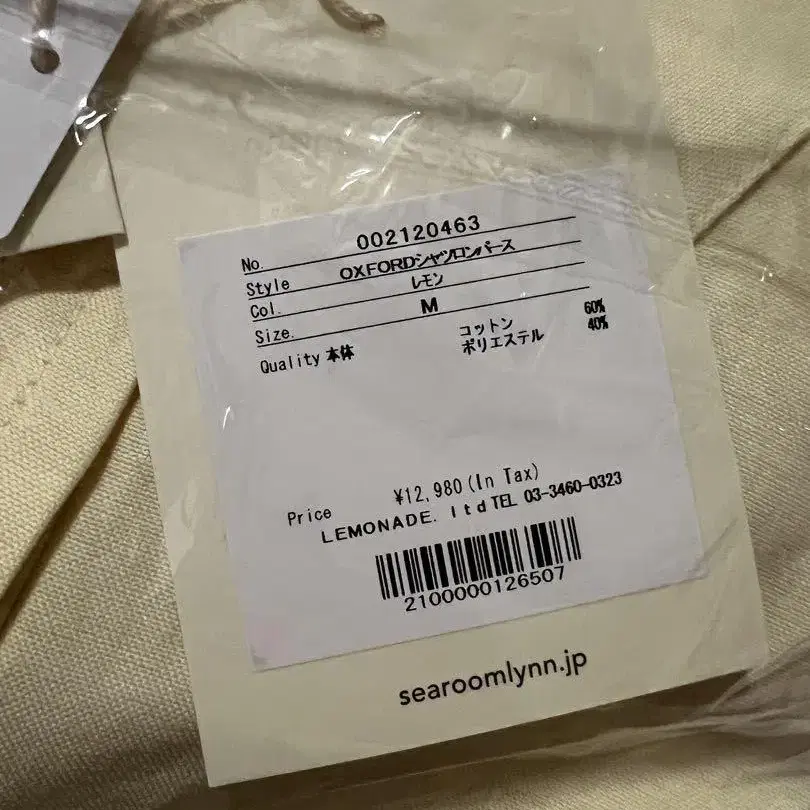 No. 002120463
Style OXFORDシャツロンパース
Col. レモン
Size. M
Quality 本体 コットン 60%
ポリエステル 40%
Price ¥12,980(In Tax)
LEMONADE. ltd TEL 03-3460-0323
2100000126507
searoomlynn.jp